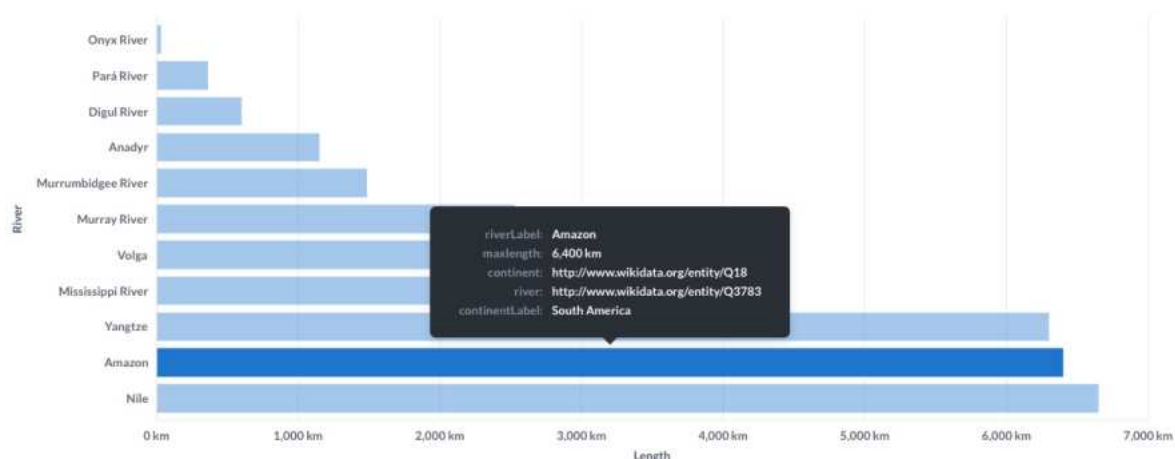 Onyx River
Pará River
Digul River
Anadyr
Murrumbidgee River
Murray River
Volga
Mississippi River
Yangtze
Amazon
Nile
River
riverLabel: Amazon
maxlength: 6,400 km
continent: http://www.wikidata.org/entity/Q18
river: http://www.wikidata.org/entity/Q3783
continentLabel: South America
0 km 1,000 km 2,000 km 3,000 km 4,000 km 5,000 km 6,000 km 7,000 km
Length